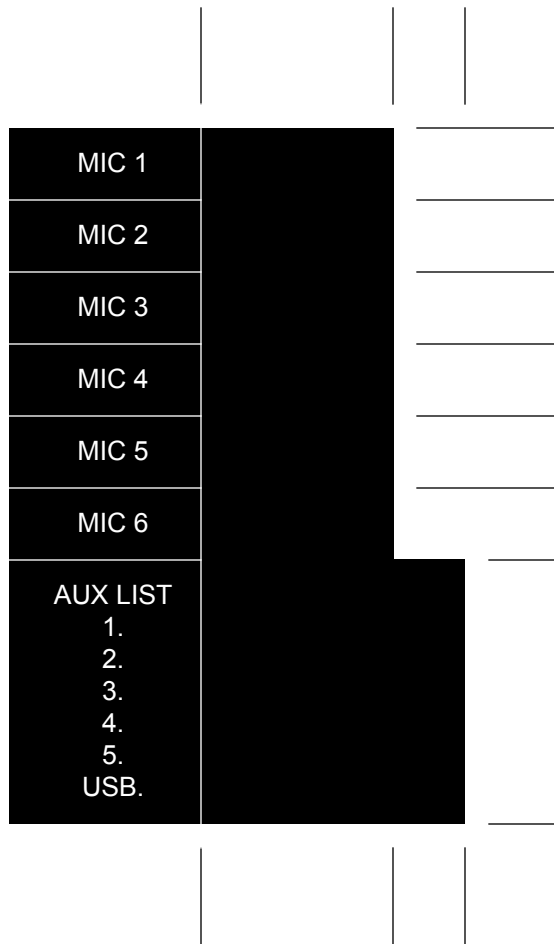 MIC 1
MIC 2
MIC 3
MIC 4
MIC 5
MIC 6
AUX LIST
1.
2.
3.
4.
5.
USB.